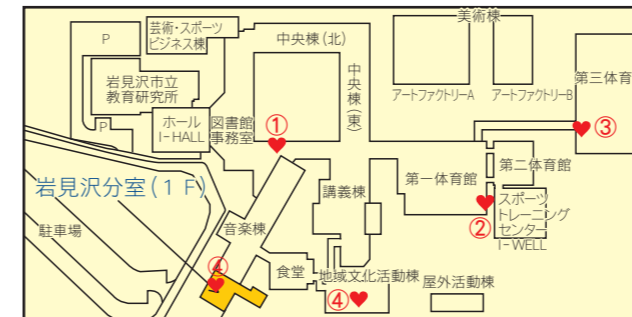 美術棟
芸術・スポーツ
ビジネス棟
P
中央棟(北)
岩見沢市立
教育研究所
中央棟(東)
アートファクトリーA
アートファクトリーB
第三体育
③
P
ホール
I-HALL
図書館
事務室
①
第一体育館
第二体育館
岩見沢分室(1F)
講義棟
スポーツ
トレーニング
センター
I-WELL
②
駐車場
音楽棟
④
食堂
地域文化活動棟
④
屋外活動棟